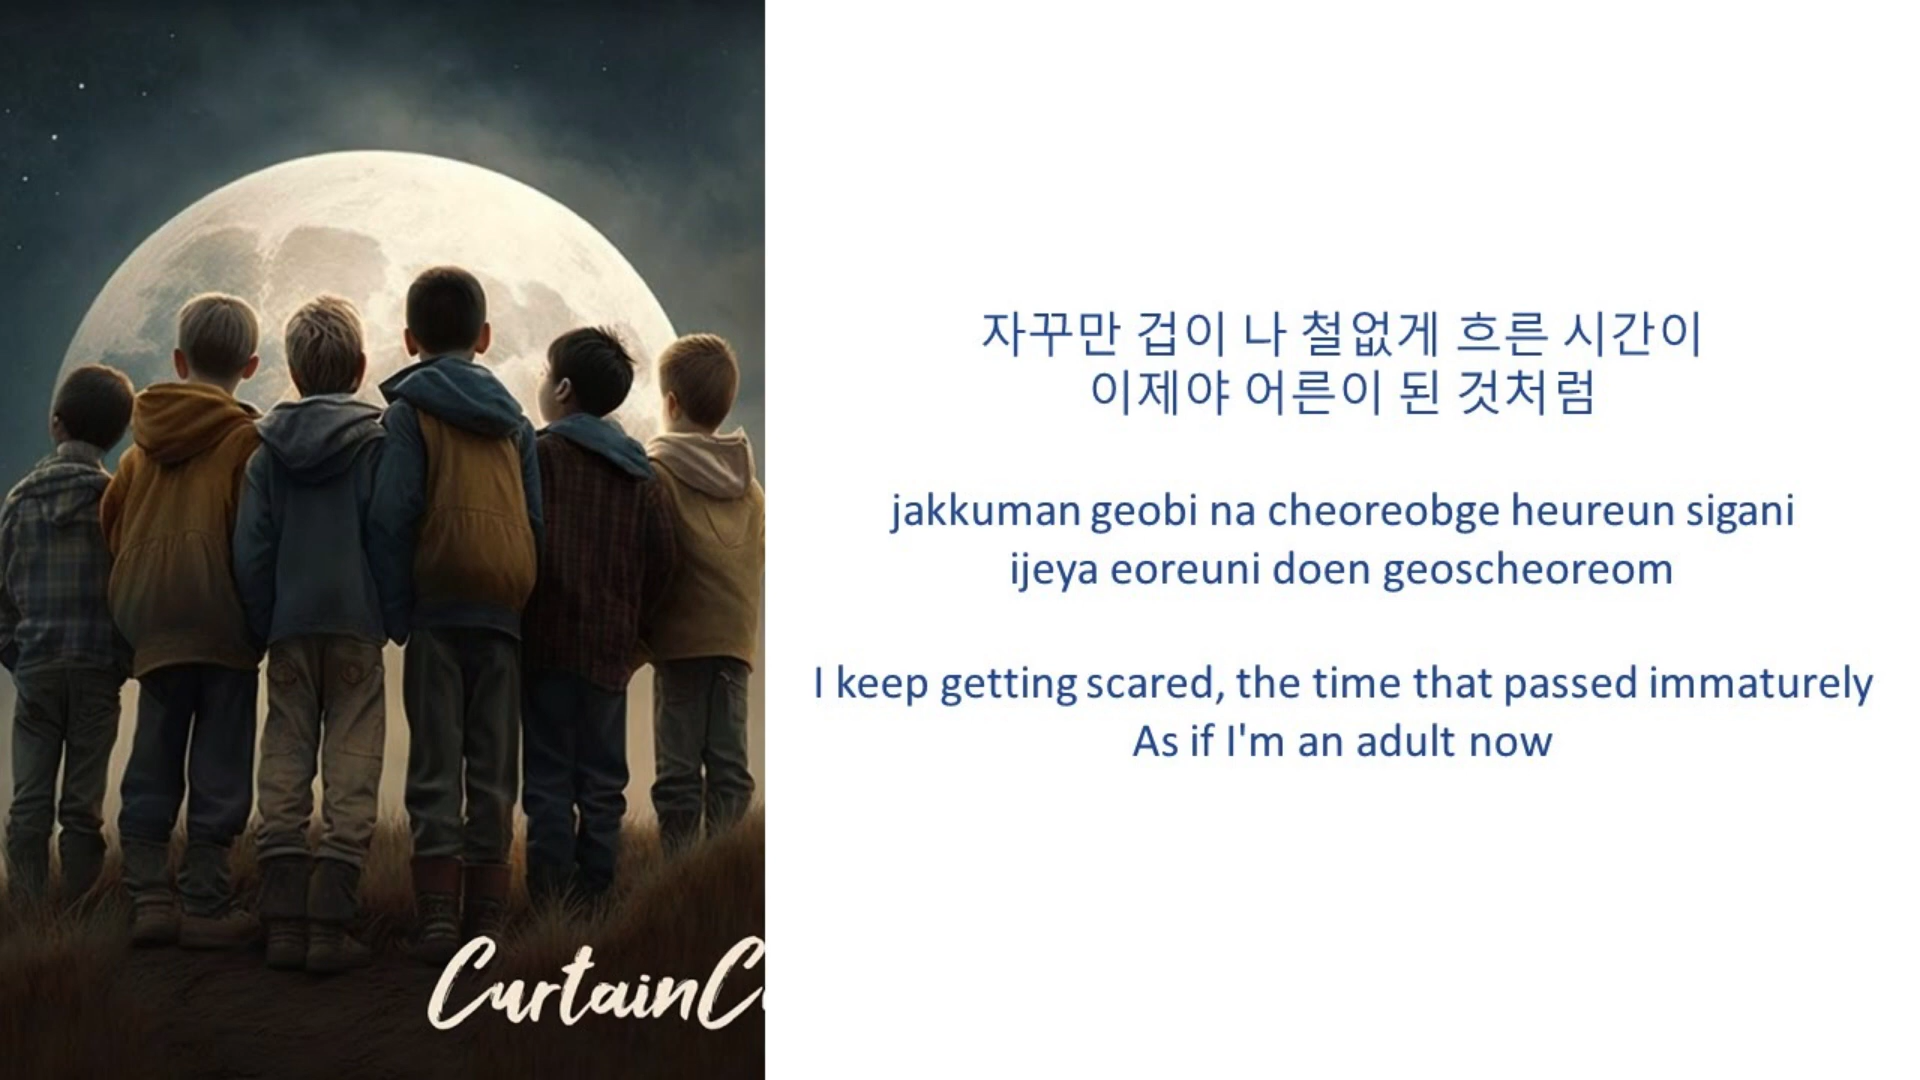 자꾸만 겁이 나 철없게 흐른 시간이
이제야 어른이 된 것처럼
jakkuman geobi na cheoreobge heureun sigani
ijeya eoreuni doen geoscheoreom
I keep getting scared, the time that passed immaturely
As if I'm an adult now
CurtainC